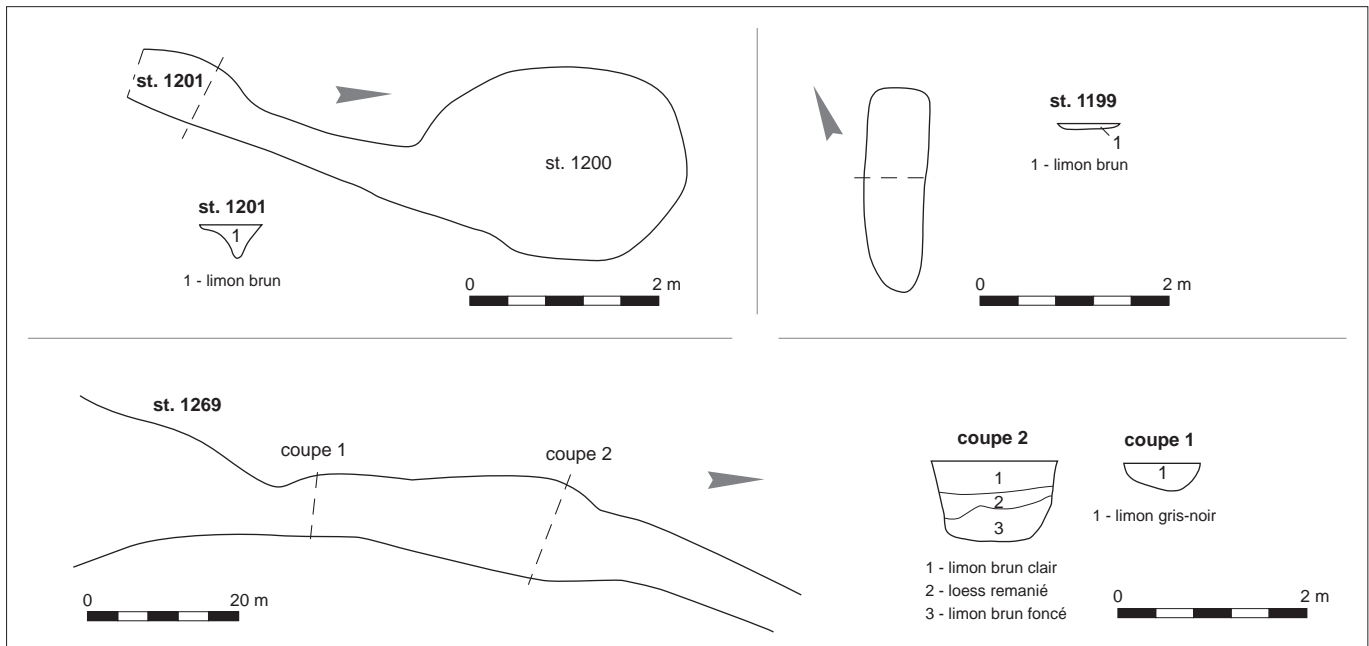 st. 1201
st. 1200
st. 1201
1
1 - limon brun
0 2 m
st. 1199
1
1 - limon brun
0 2 m
st. 1269
coupe 1
coupe 2
0 20 m
coupe 2
1
2
3
1 - limon brun clair
2 - loess remanié
3 - limon brun foncé
coupe 1
1
1 - limon gris-noir
0 2 m